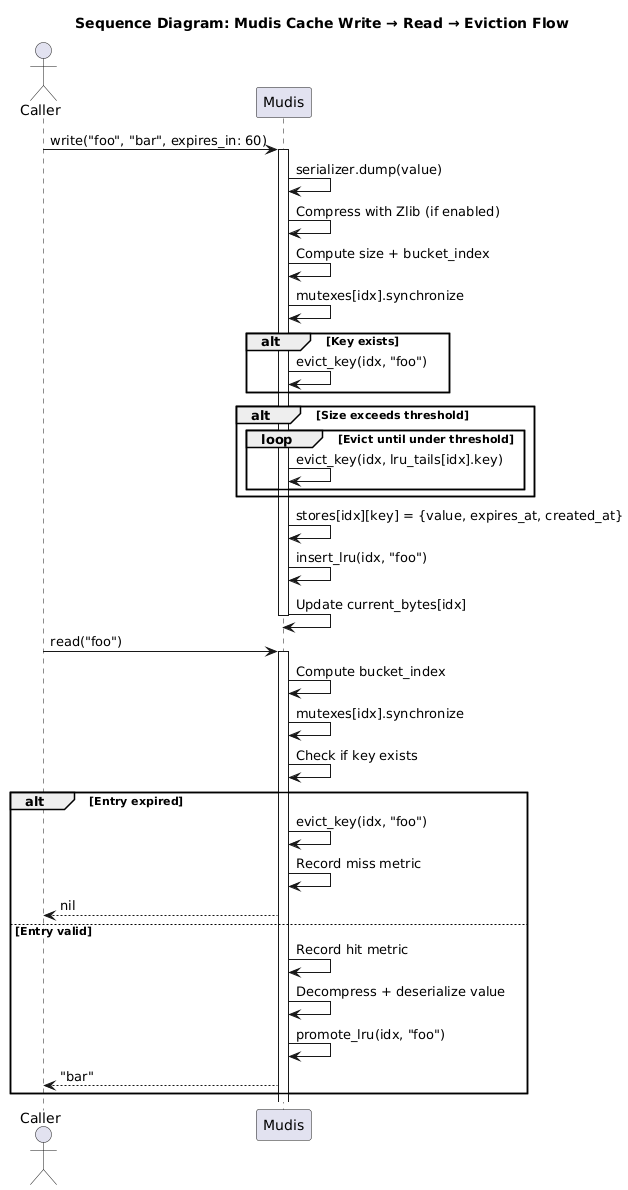 Sequence Diagram: Mudis Cache Write → Read → Eviction Flow
Caller
Mudis
write("foo", "bar", expires_in: 60)
serializer.dump(value)
Compress with Zlib (if enabled)
Compute size + bucket_index
mutexes[idx].synchronize
alt [Key exists]
evict_key(idx, "foo")
alt [Size exceeds threshold]
loop [Evict until under threshold]
evict_key(idx, lru_tails[idx].key)
stores[idx][key] = {value, expires_at, created_at}
insert_lru(idx, "foo")
Update current_bytes[idx]
read("foo")
Compute bucket_index
mutexes[idx].synchronize
Check if key exists
alt [Entry expired]
evict_key(idx, "foo")
Record miss metric
nil
[Entry valid]
Record hit metric
Decompress + deserialize value
promote_lru(idx, "foo")
"bar"
Caller
Mudis